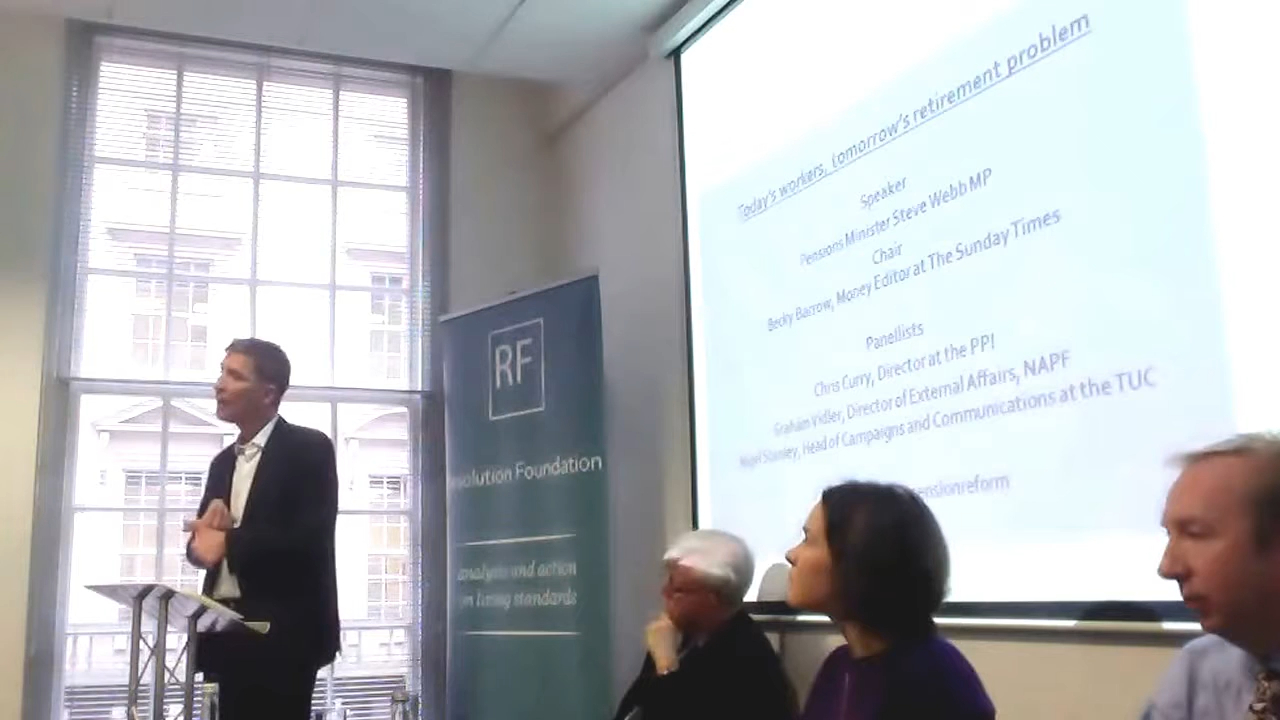 RF
solution Foundation
analysis and action
on living standards
Today's workers, tomorrow's retirement problem
Speaker
Pensions Minister Steve Webb MP
Chair
Becky Barrow, Money Editor at The Sunday Times
Panellists
Chris Curry, Director at the PPI
Graham Vidler, Director of External Affairs, NAPF
Nigel Stanley, Head of Campaigns and Communications at the TUC
ensionreform